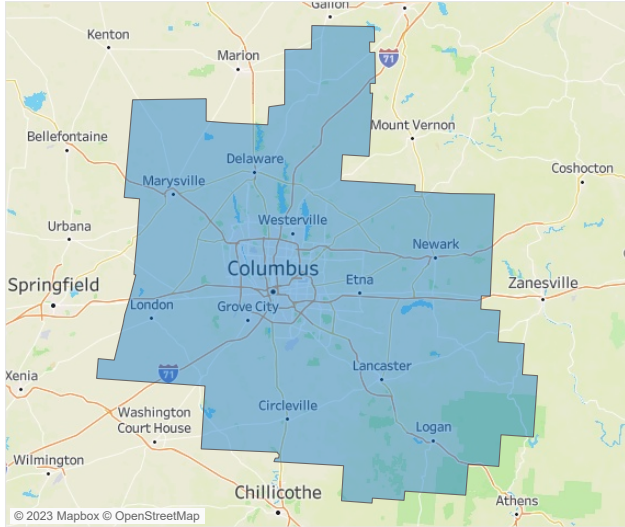 Galion
Kenton
Marion
71
Mount Vernon
Bellefontaine
Delaware
Coshocton
Marysville
Westerville
Urbana
Newark
Columbus
Etna
Springfield
Zanesville
London
Grove City
71
Lancaster
Xenia
Circleville
Washington
Court House
Logan
Wilmington
Chillicothe
Athens
© 2023 Mapbox © OpenStreetMap